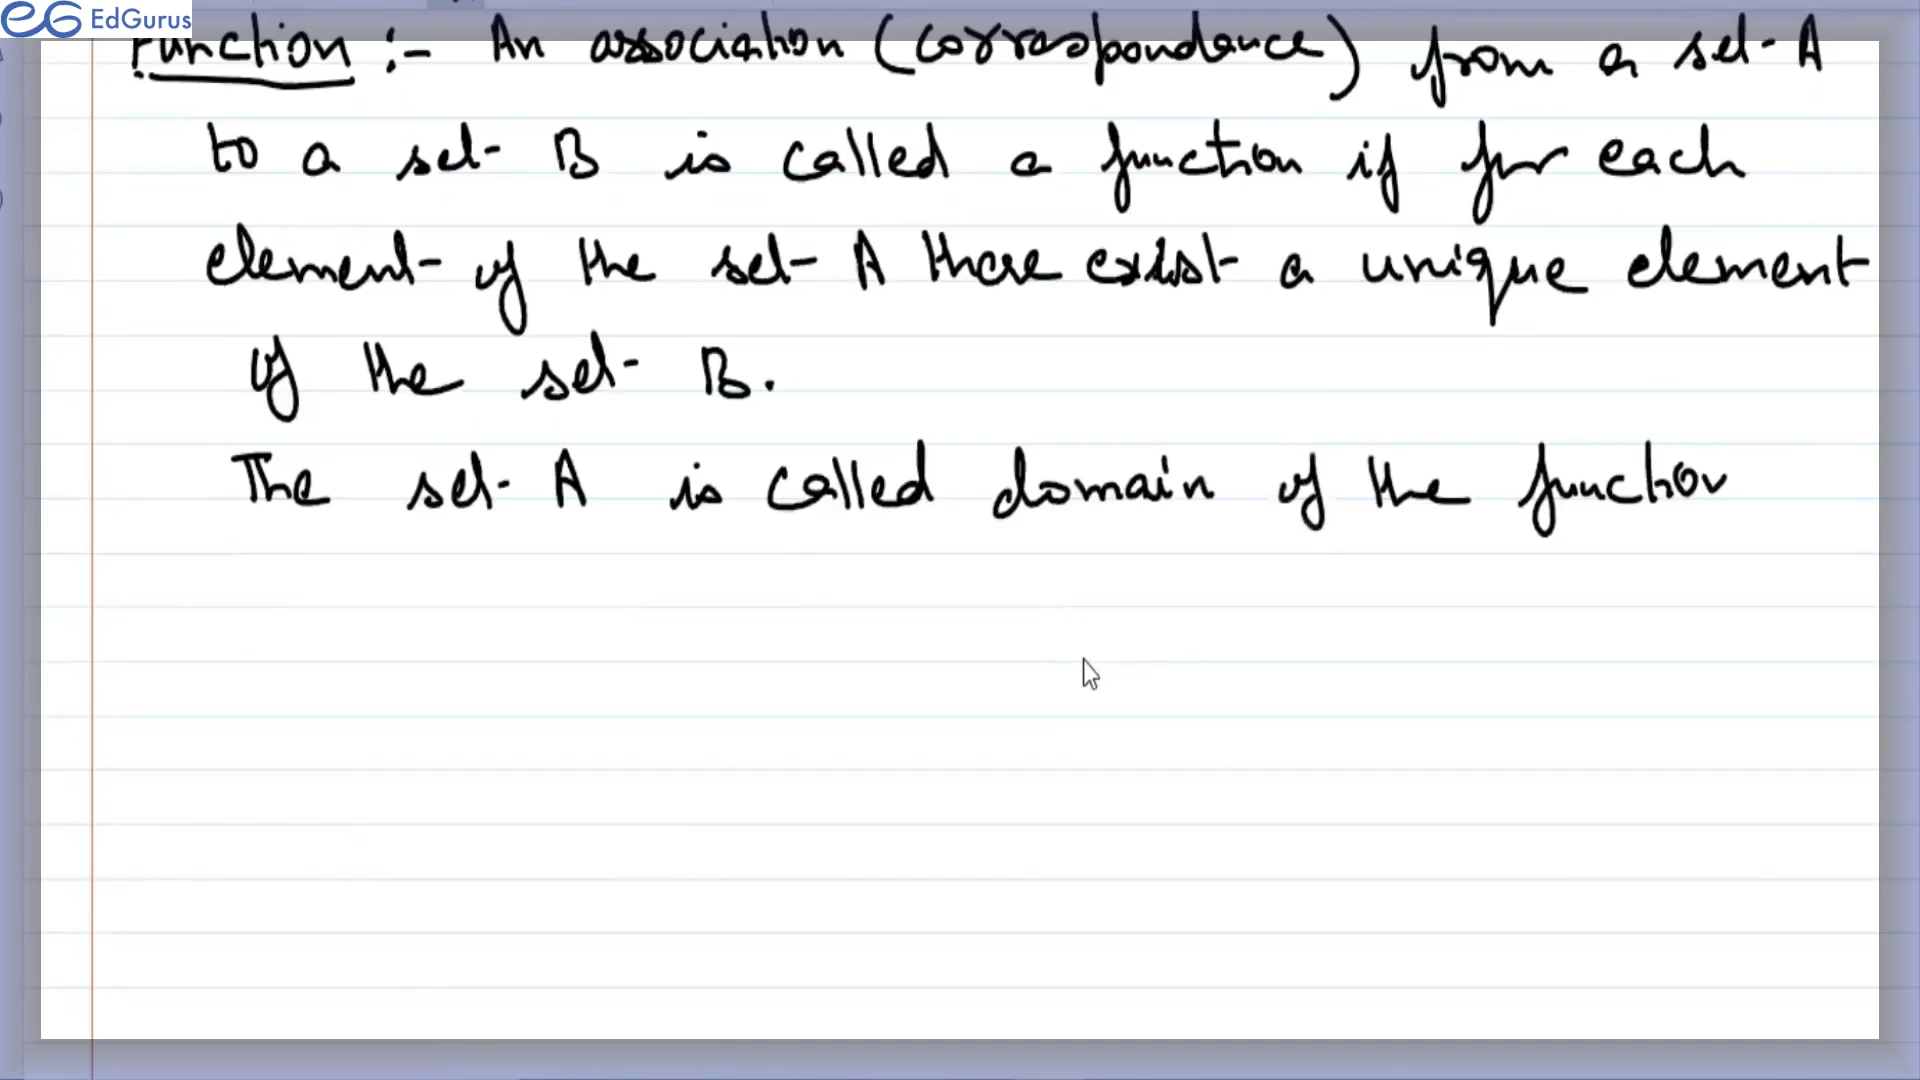 EdGurus
Function :- An association (correspondence) from a set A
to a set B is called a function if for each
element of the set A there exist a unique element
of the set B.
The set A is called domain of the function